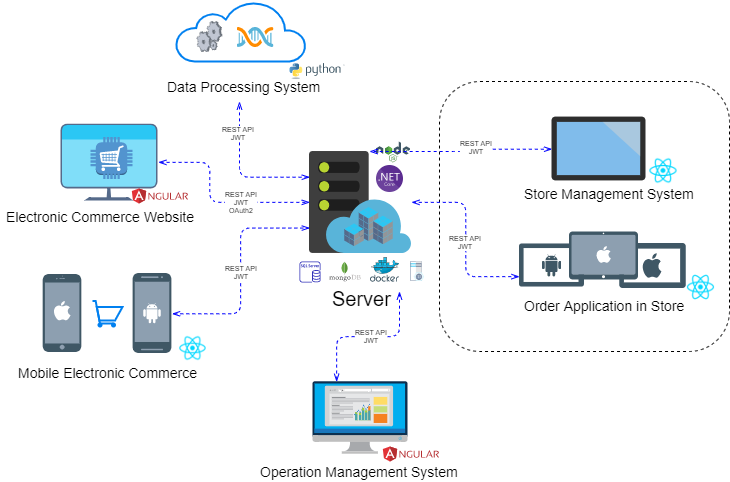 python
Data Processing System
REST API
JWT
node
.NET
Core
REST API
JWT
Store Management System
ANGULAR
Electronic Commerce Website
REST API
JWT
OAuth2
REST API
JWT
Order Application in Store
REST API
JWT
SQL Server
mongoDB
docker
Server
Mobile Electronic Commerce
REST API
JWT
ANGULAR
Operation Management System